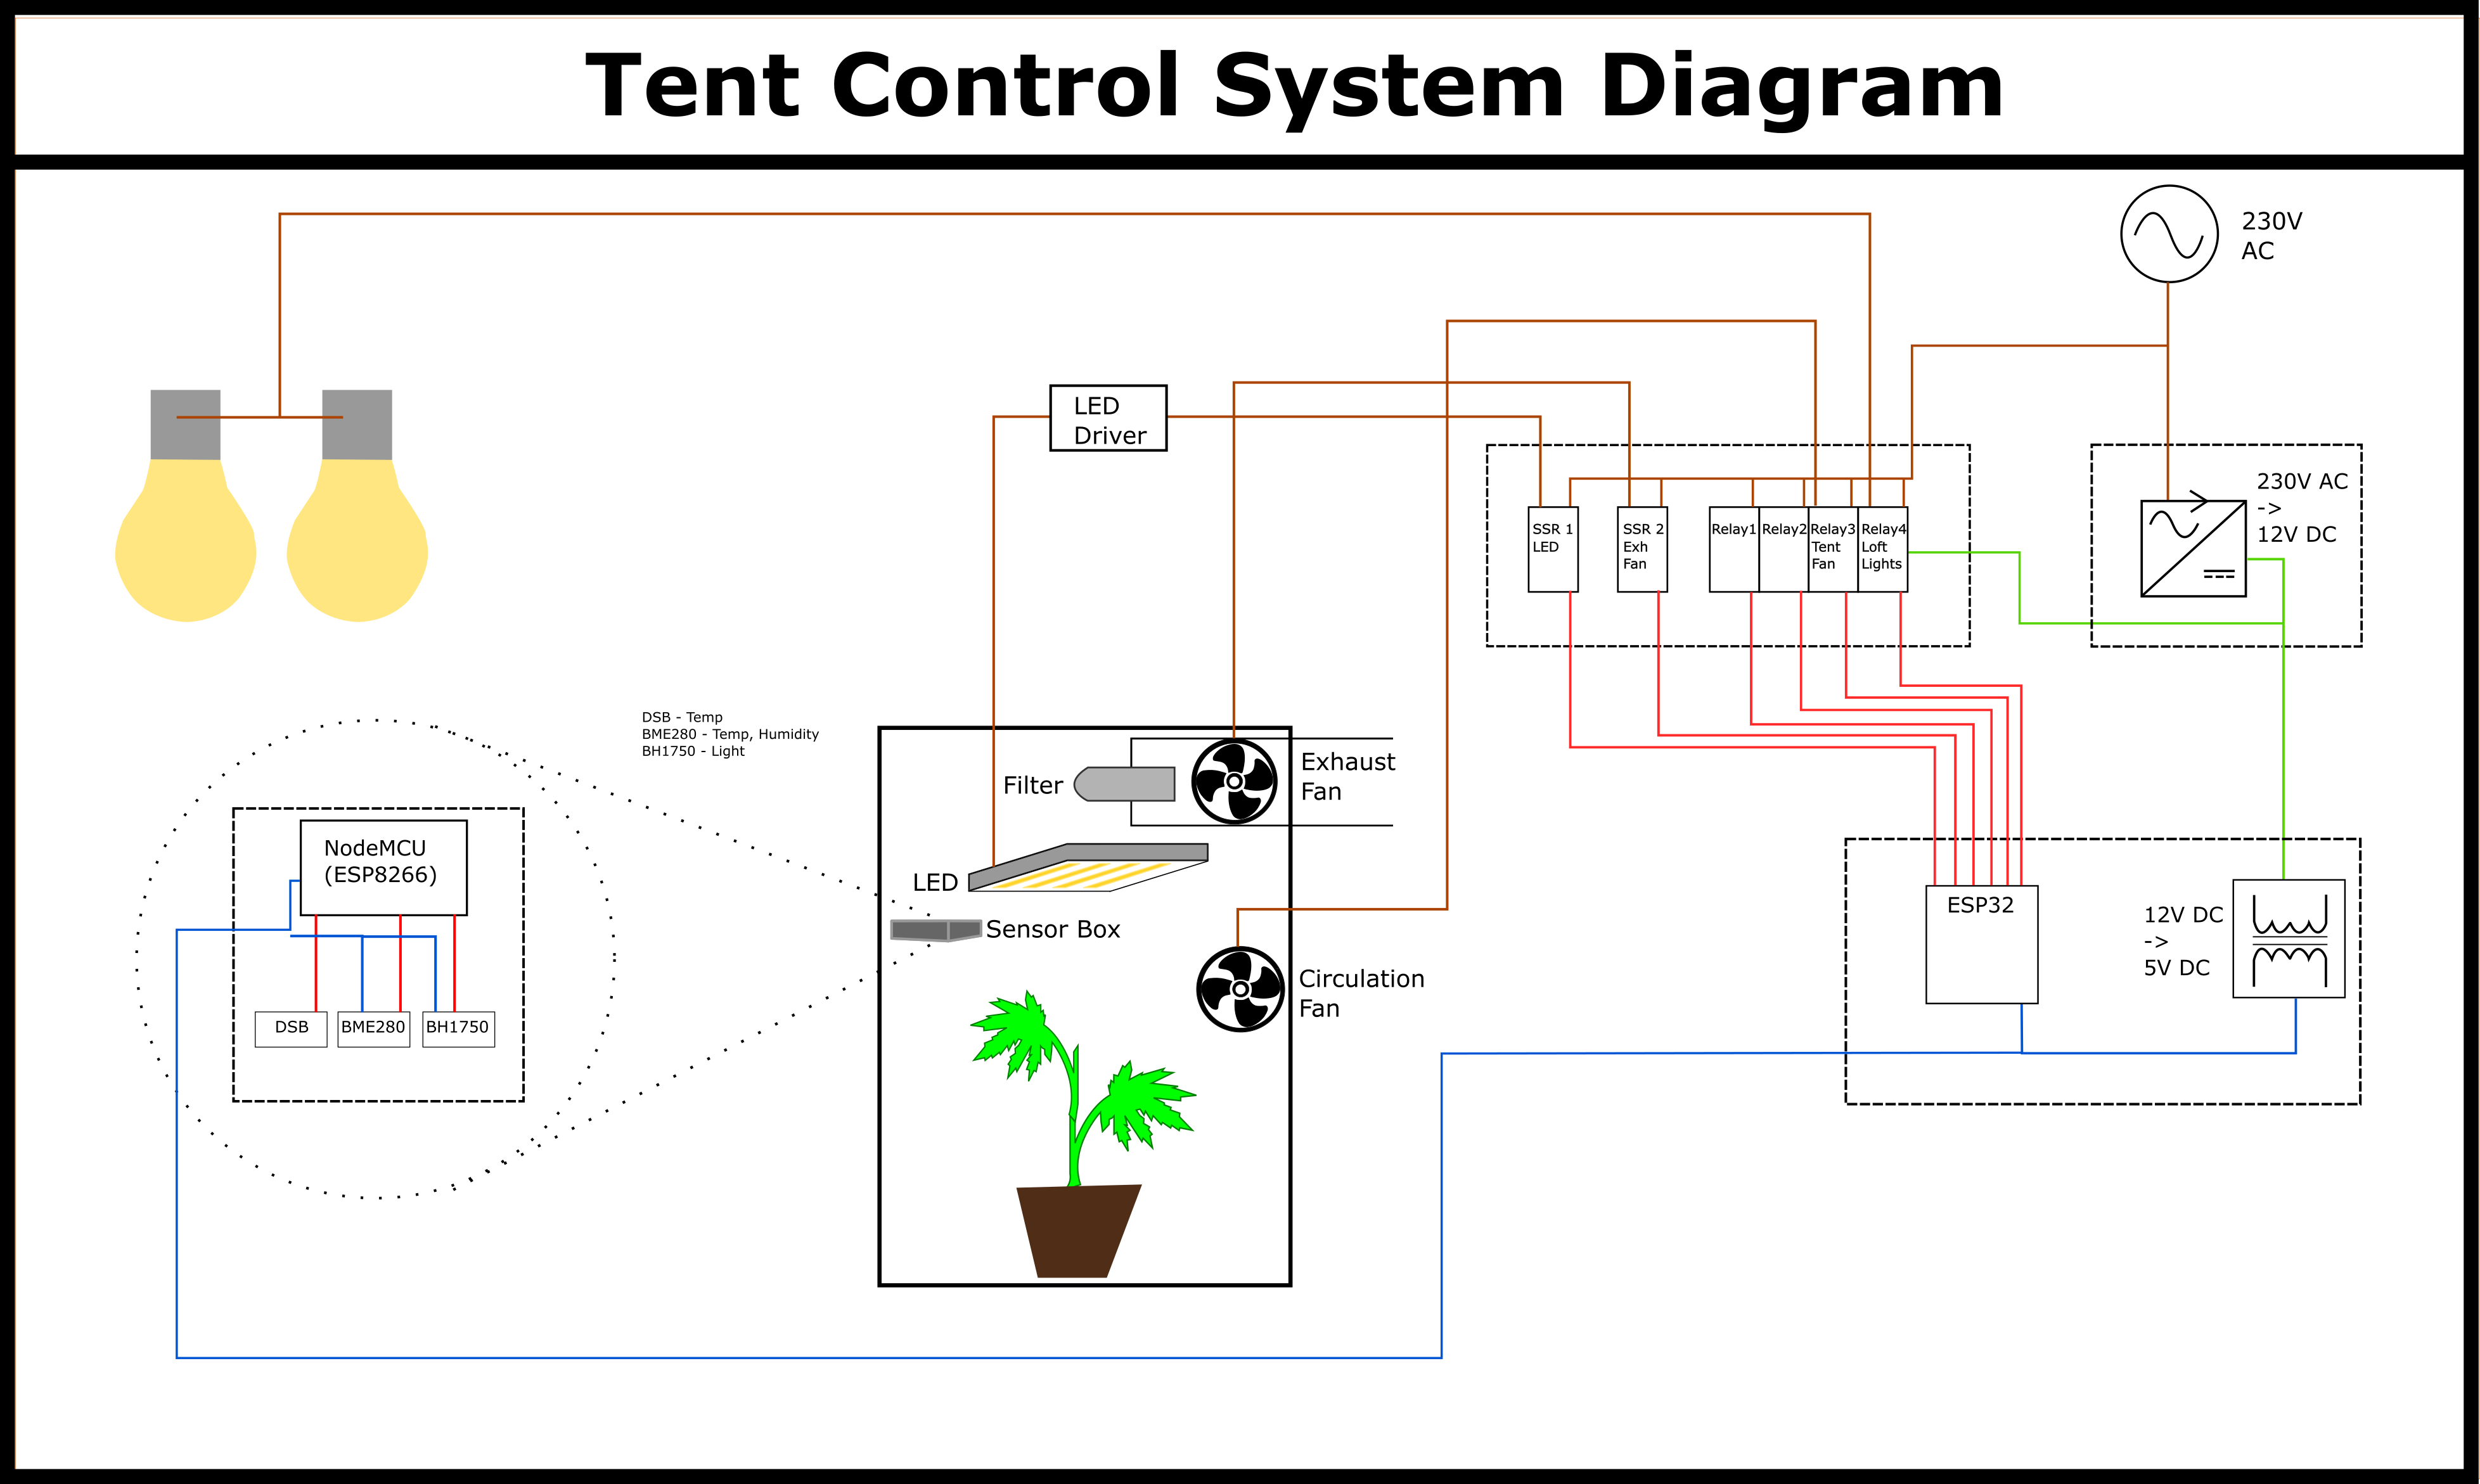 Tent Control System Diagram
230V
AC
LED
Driver
230V AC
->
12V DC
SSR 1
LED
SSR 2
Exh
Fan
Relay1
Relay2
Relay3
Tent
Fan
Relay4
Loft
Lights
DSB - Temp
BME280 - Temp, Humidity
BH1750 - Light
Exhaust
Fan
Filter
LED
Sensor Box
Circulation
Fan
NodeMCU
(ESP8266)
DSB
BME280
BH1750
ESP32
12V DC
->
5V DC